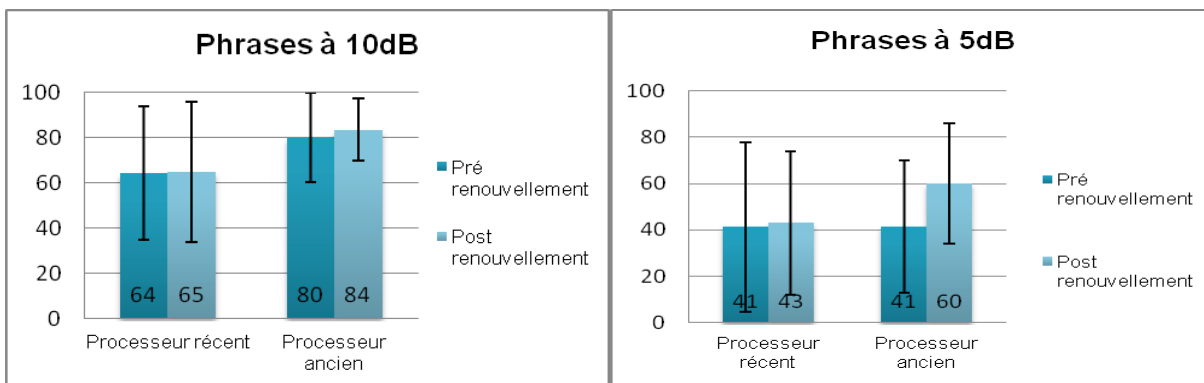 Phrases à 10dB
100
80
60
40
20
0
64
65
80
84
Processeur récent
Processeur
ancien
Pré
renouvellement
Post
renouvellement
Phrases à 5dB
100
80
60
40
20
0
41
43
41
60
Processeur
récent
Processeur
ancien
Pré
renouvellement
Post
renouvellement